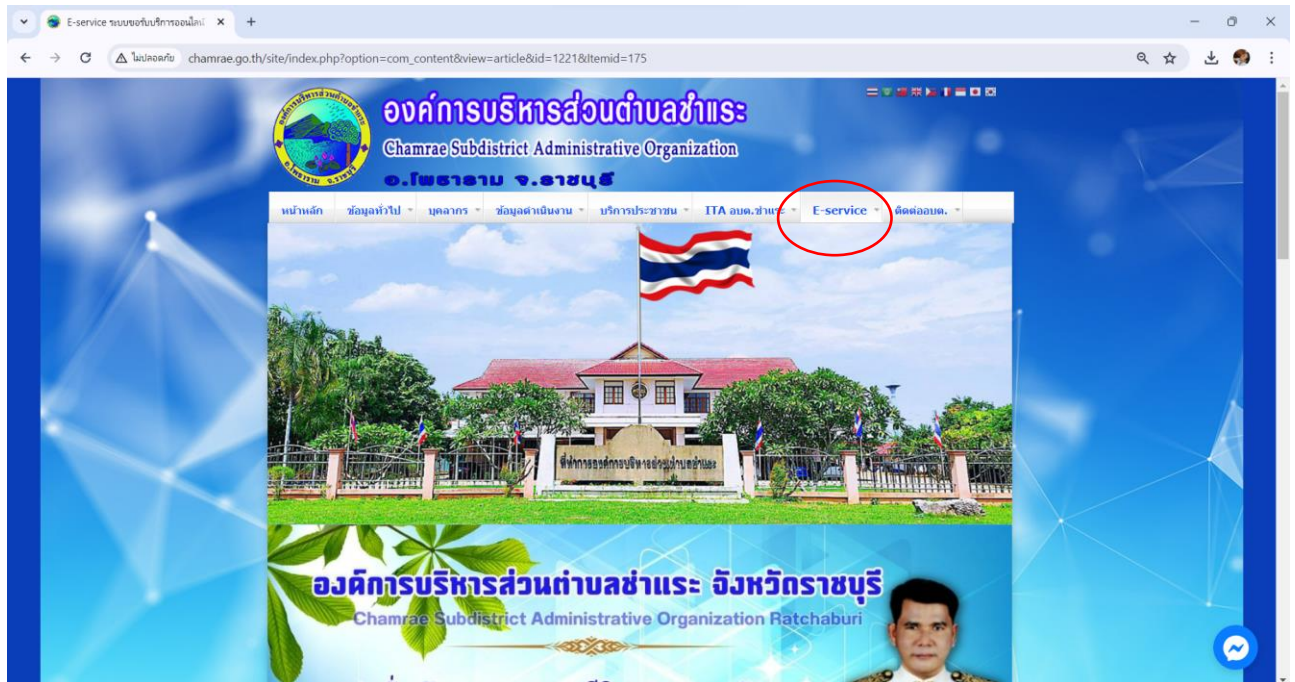 E-service ระบบขอรับบริการออนไลน์
ไม่ปลอดภัย chamrae.go.th/site/index.php?option=com_content&view=article&id=1221&Itemid=175
องค์การบริหารส่วนตำบลชำแระ
Chamrae Subdistrict Administrative Organization
อ.โพธาราม จ.ราชบุรี
หน้าหลัก ข้อมูลทั่วไป บุคลากร ข้อมูลดำเนินงาน บริการประชาชน ITA อบต.ชำแระ E-service ติดต่ออบต.
ที่ทำการองค์การบริหารส่วนตำบลชำแระ
องค์การบริหารส่วนตำบลชำแระ จังหวัดราชบุรี
Chamrae Subdistrict Administrative Organization Ratchaburi